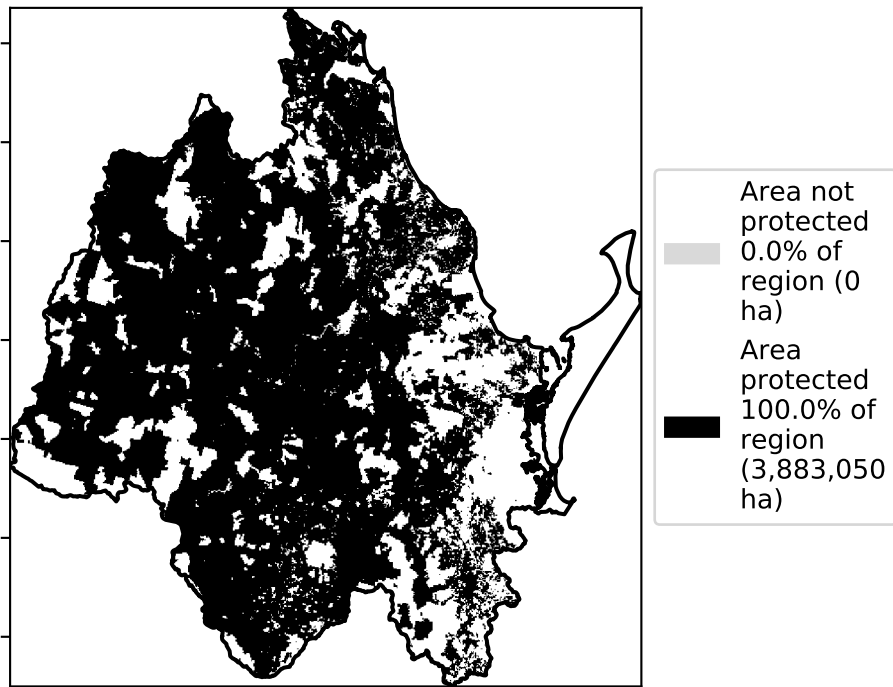 Area not
protected
0.0% of
region (0
ha)
Area
protected
100.0% of
region
(3,883,050
ha)